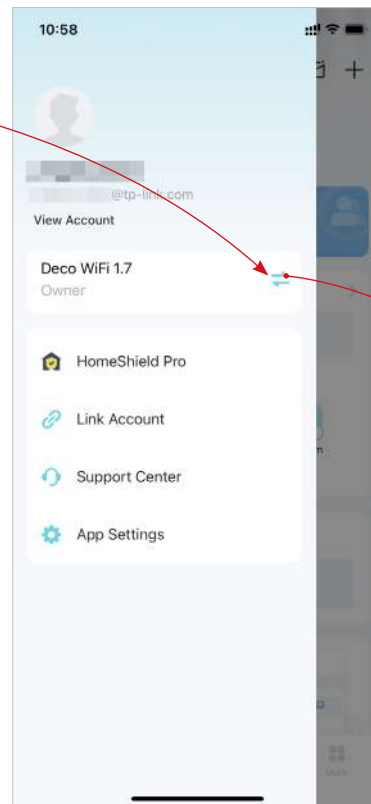 10:58
@tp-link.com
View Account
Deco WiFi 1.7
Owner
HomeShield Pro
Link Account
Support Center
App Settings
More